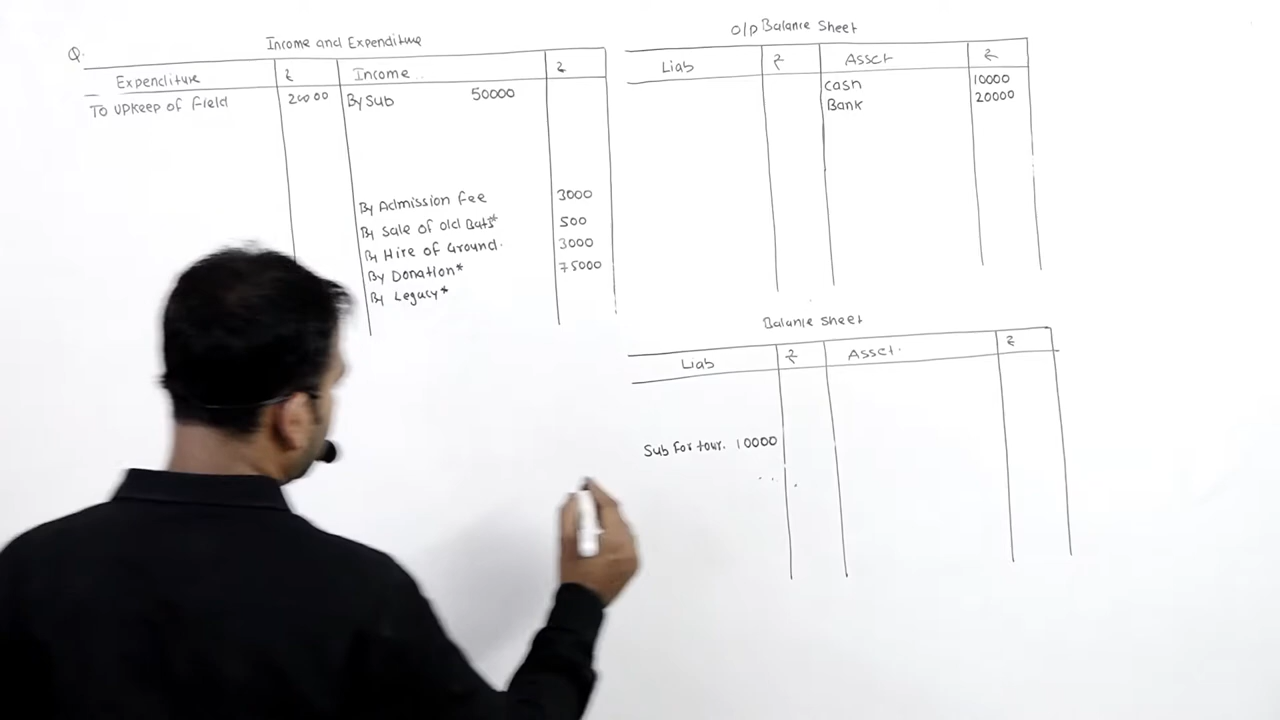 Q.
Income and Expenditure
Expenditure ₹ Income.. ₹
To Upkeep of Field 20000 By Sub 50000
By Admission Fee 3000
By Sale of old Bats* 500
By Hire of Ground. 3000
By Donation* 75000
By Legacy*
O/P Balance Sheet
Liab ₹ Asset ₹
Cash 10000
Bank 20000
Balance Sheet
Liab ₹ Asset. ₹
Sub For tour. 10000